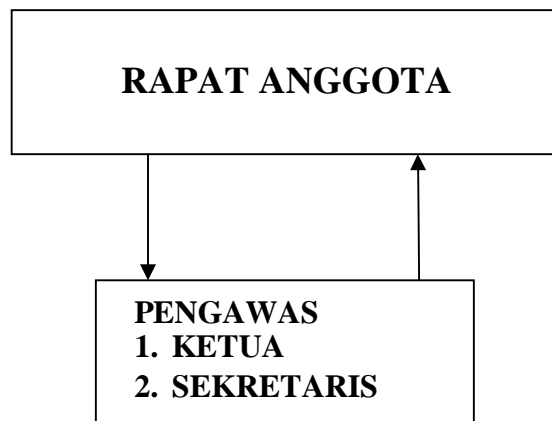 RAPAT ANGGOTA
PENGAWAS
1. KETUA
2. SEKRETARIS